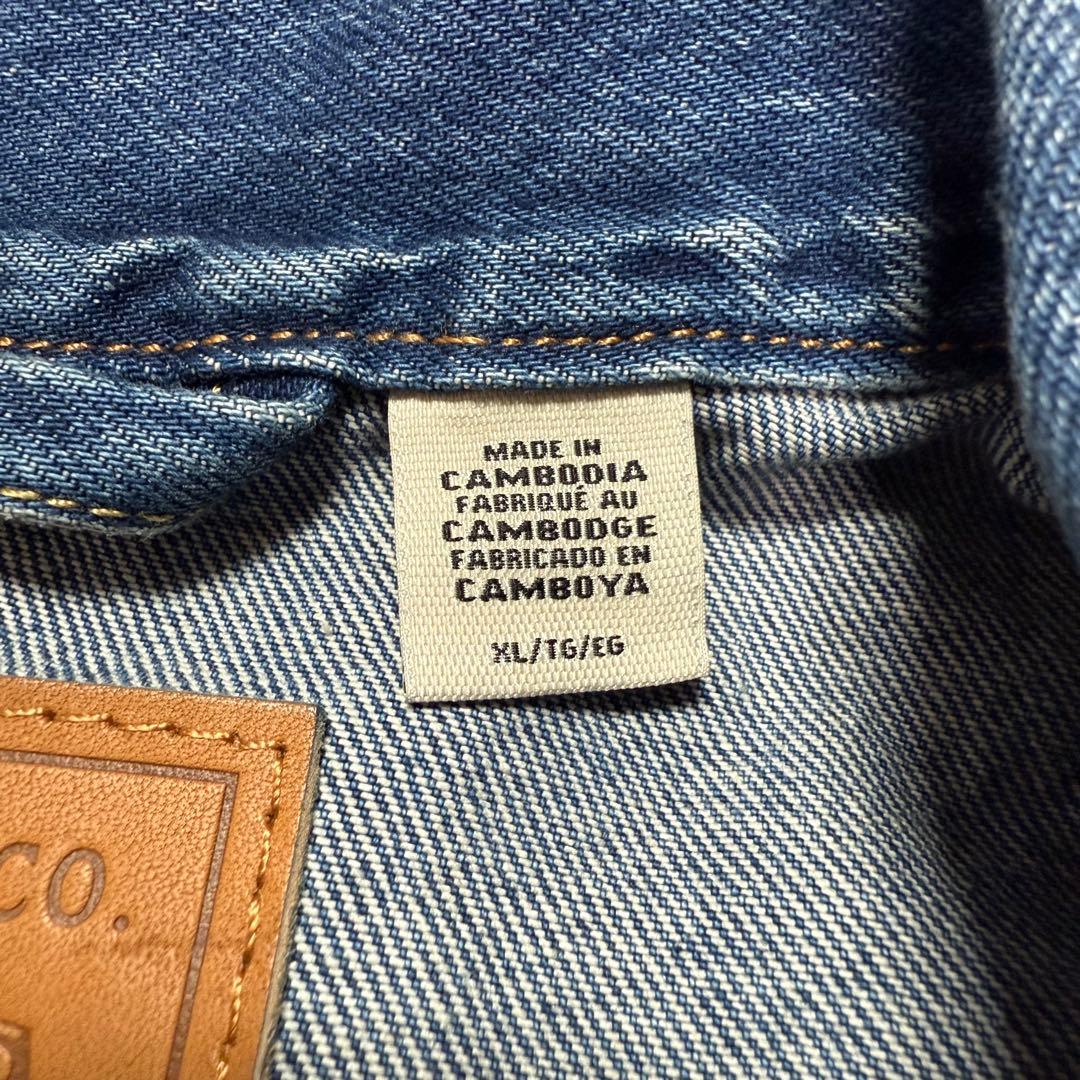 MADE IN
CAMBODIA
FABRIQUÉ AU
CAMBODGE
FABRICADO EN
CAMBOYA
XL/TG/EG
CO.